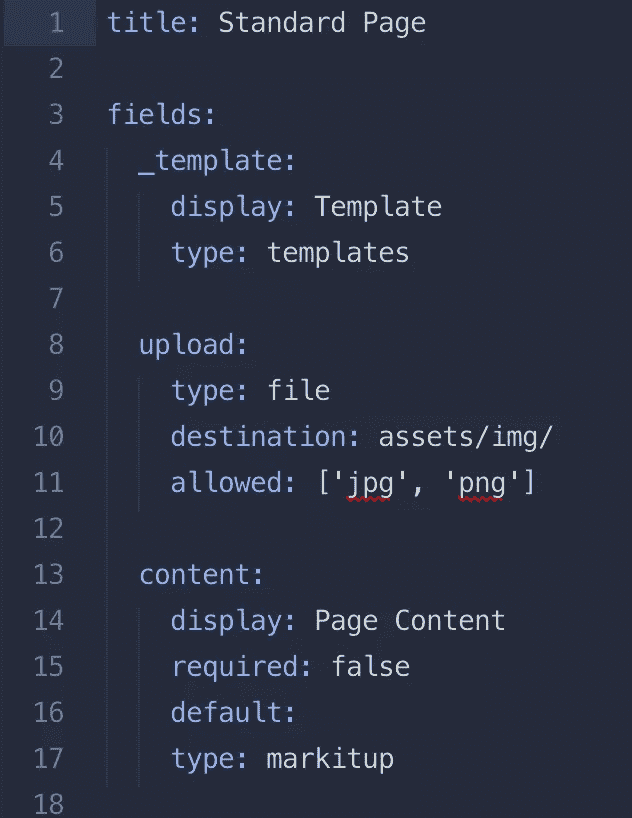 1 title: Standard Page
2
3 fields:
4   _template:
5     display: Template
6     type: templates
7
8   upload:
9     type: file
10     destination: assets/img/
11     allowed: ['jpg', 'png']
12
13   content:
14     display: Page Content
15     required: false
16     default:
17     type: markitup
18